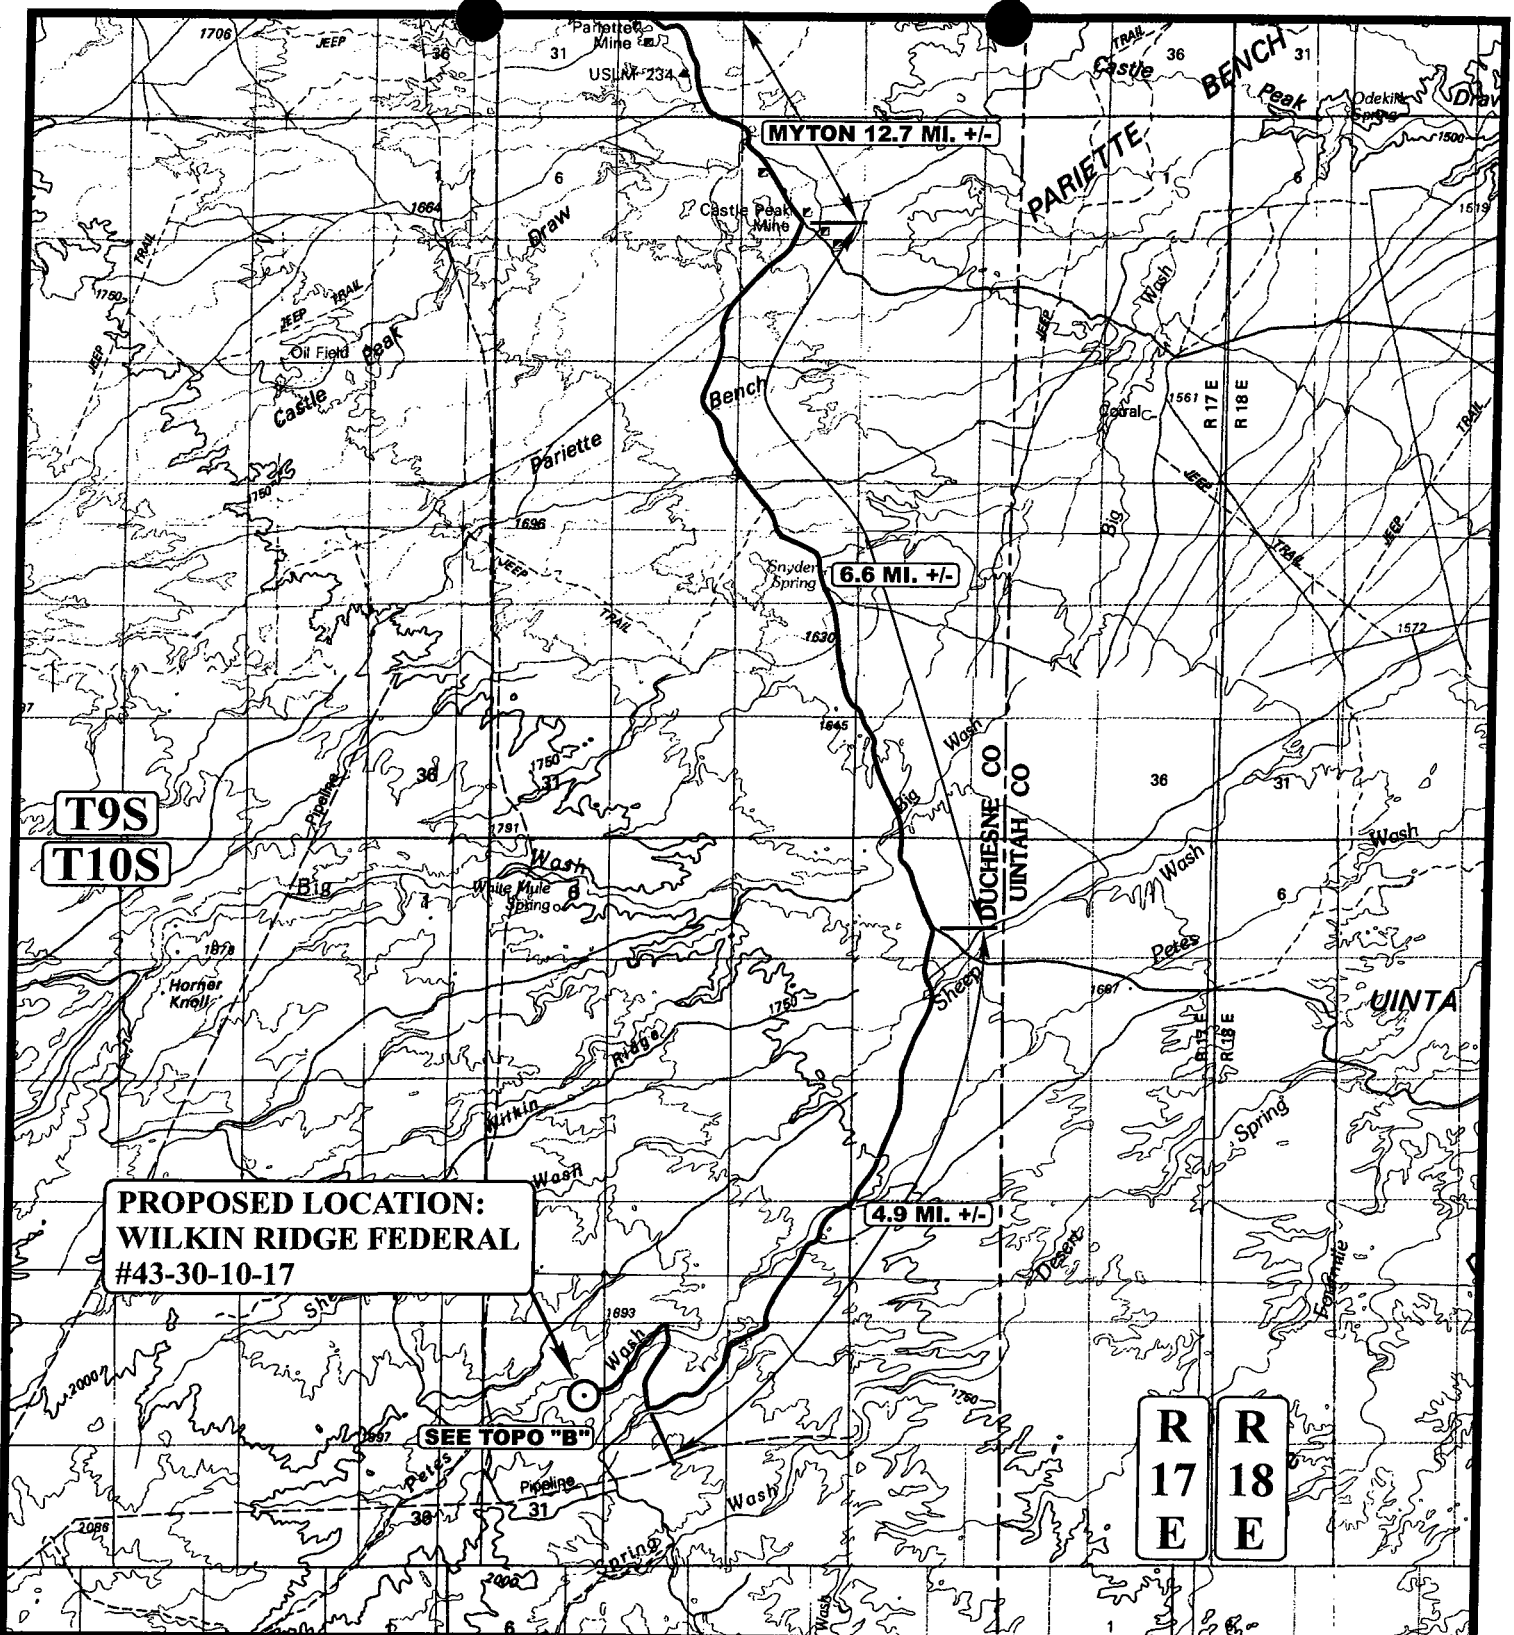 1706
JEEP
36
31
Pariette
Mine
USLM 234
TRAIL
36
31
Castle
BENCH
Peak
Odekirk
Spring
Draw
1500
MYTON 12.7 MI. +/-
PARIETTE
1
6
1
6
1664
Draw
Castle Peak
Mine
1519
TRAIL
1750
JEEP
TRAIL
Wash
JEEP
JEEP
Oil Field
Peak
Castle
Bench
Corral
1561
R 17 E
R 18 E
TRAIL
Pariette
1750
JEEP
1696
Big
JEEP
JEEP
TRAIL
Snyder
Spring
6.6 MI. +/-
TRAIL
1630
1572
1645
Wash
36
1750
31
Pipeline
Big
DUCHESNE CO
UINTAH CO
36
31
T9S
T10S
1791
Wash
Wash
Wash
Big
White Mule
Spring
6
6
1876
Horner
Knoll
Petes
Sheep
1667
1750
UINTA
R 17 E
R 18 E
Ridge
Wilkin
Spring
Wash
PROPOSED LOCATION:
WILKIN RIDGE FEDERAL
#43-30-10-17
4.9 MI. +/-
Desert
Fourmile
1893
Wash
2000
1750
SEE TOPO "B"
Petes
Pipeline
31
36
Wash
2086
Spring
2000
Wash
6
1
R
17
E
R
18
E